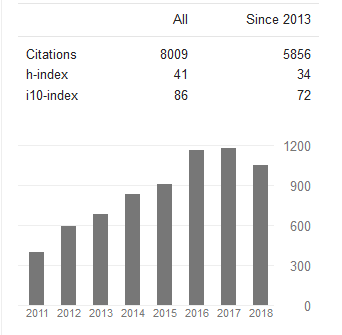 All Since 2013
Citations 8009 5856
h-index 41 34
i10-index 86 72
1200
900
600
300
0
2011 2012 2013 2014 2015 2016 2017 2018